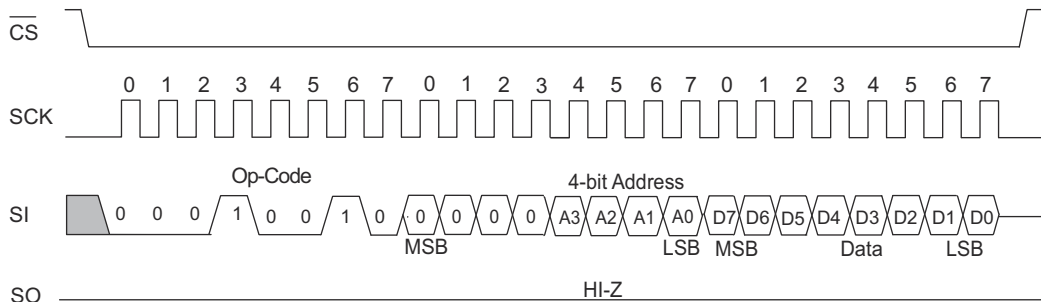 CS
0 1 2 3 4 5 6 7 0 1 2 3 4 5 6 7 0 1 2 3 4 5 6 7
SCK
Op-Code 4-bit Address
SI 0 0 0 1 0 0 1 0 0 0 0 0 A3 A2 A1 A0 D7 D6 D5 D4 D3 D2 D1 D0
MSB LSB MSB Data LSB
HI-Z
SO